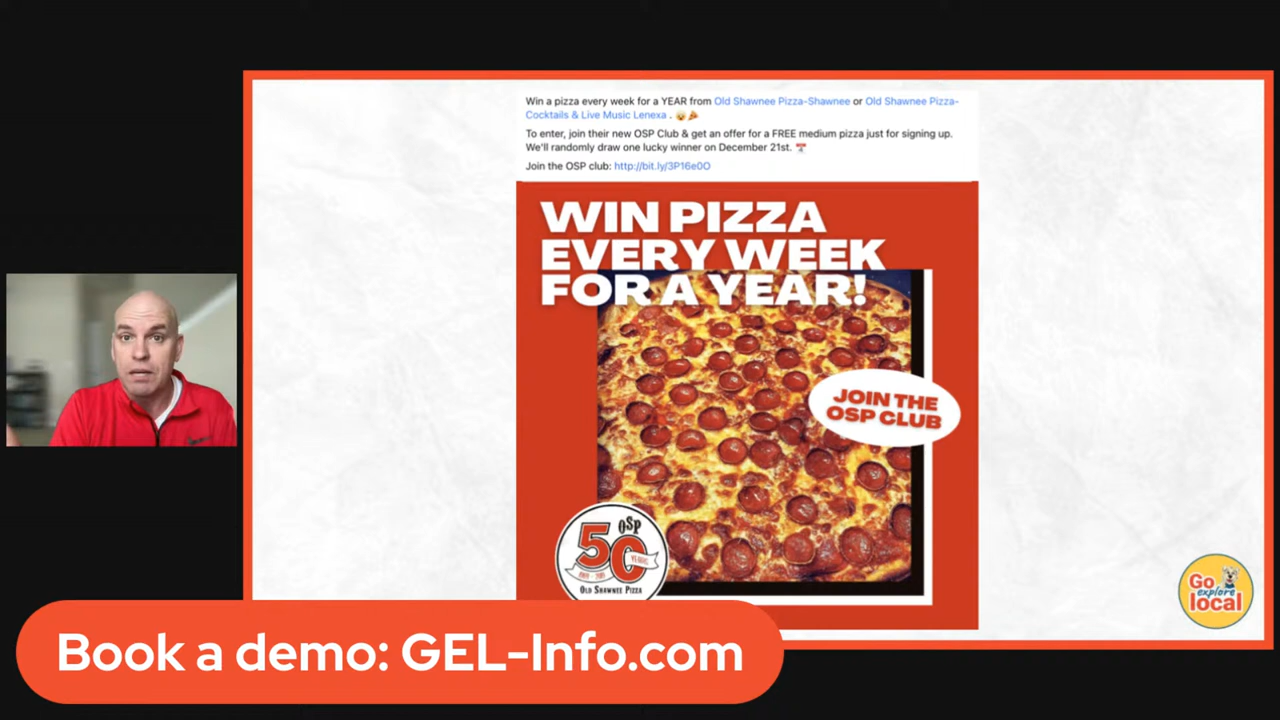 Win a pizza every week for a YEAR from Old Shawnee Pizza-Shawnee or Old Shawnee Pizza-
Cocktails & Live Music Lenexa . 😲🍕
To enter, join their new OSP Club & get an offer for a FREE medium pizza just for signing up.
We'll randomly draw one lucky winner on December 21st. 📆
Join the OSP club: http://bit.ly/3P16e0O
WIN PIZZA
EVERY WEEK
FOR A YEAR!
JOIN THE
OSP CLUB
OSP
50
YEARS
OLD SHAWNEE PIZZA
Go
explore
local
Book a demo: GEL-Info.com